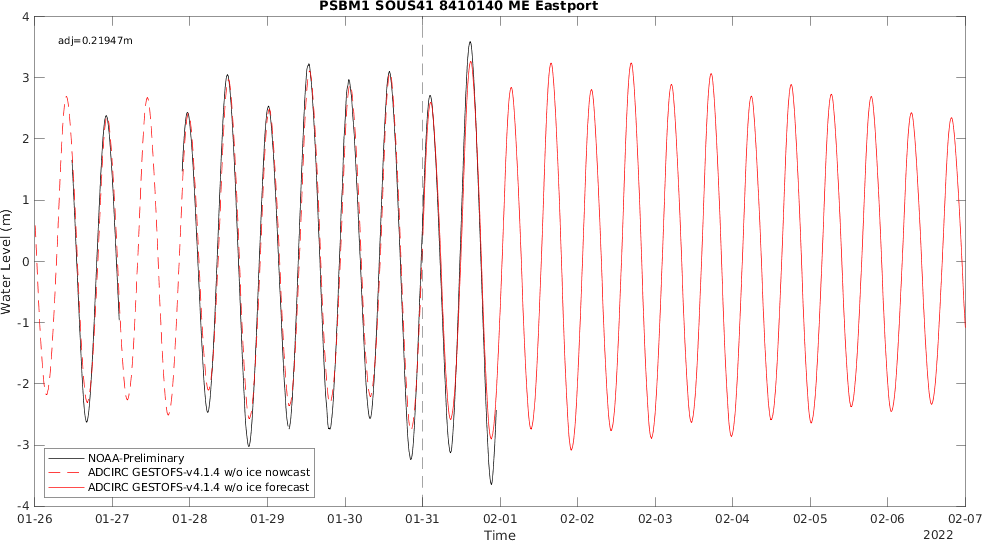 PSBM1 SOUS41 8410140 ME Eastport
adj=0.21947m
Water Level (m)
4
3
2
1
0
-1
-2
-3
-4
NOAA-Preliminary
ADCIRC GESTOFS-v4.1.4 w/o ice nowcast
ADCIRC GESTOFS-v4.1.4 w/o ice forecast
01-26 01-27 01-28 01-29 01-30 01-31 02-01 02-02 02-03 02-04 02-05 02-06 02-07
Time
2022